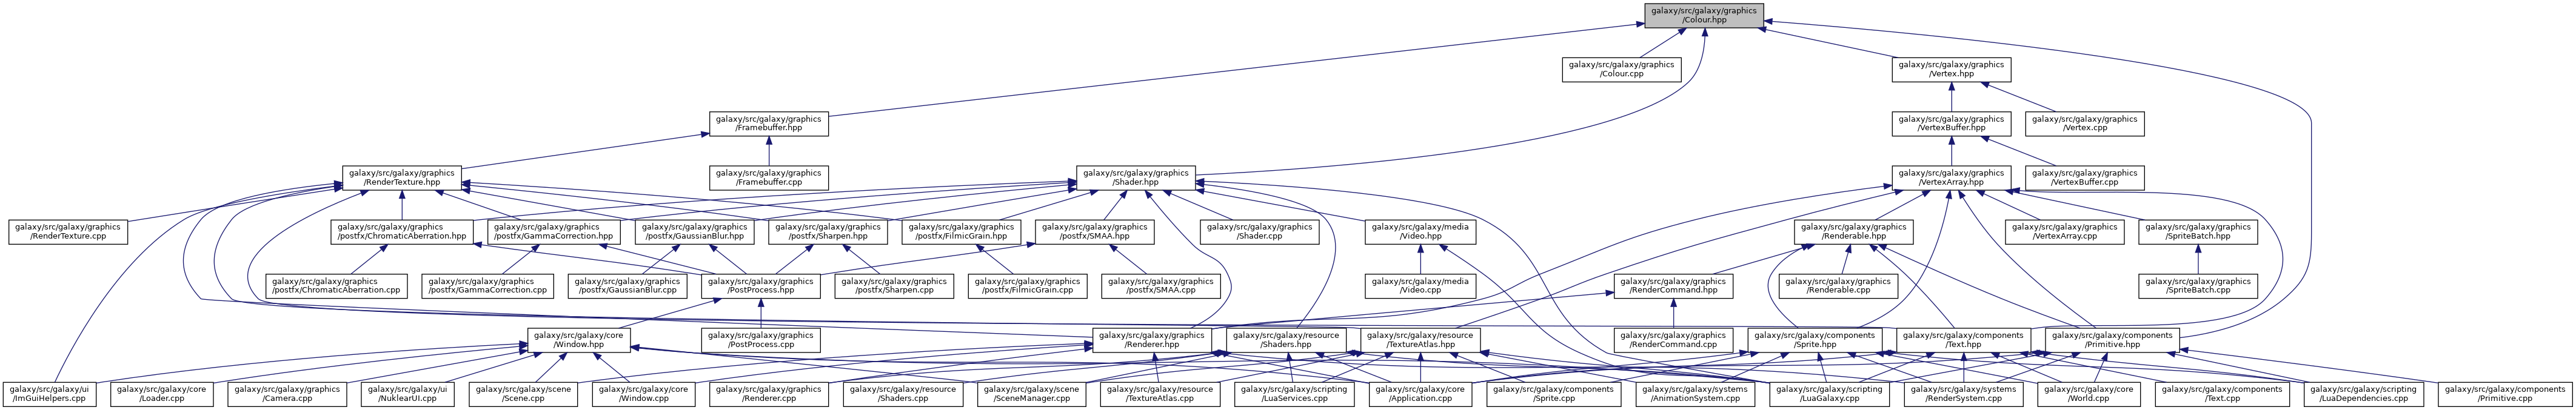 galaxy/src/galaxy/graphics
/Colour.hpp
galaxy/src/galaxy/graphics
/Colour.cpp
galaxy/src/galaxy/graphics
/Vertex.hpp
galaxy/src/galaxy/graphics
/Framebuffer.hpp
galaxy/src/galaxy/graphics
/VertexBuffer.hpp
galaxy/src/galaxy/graphics
/Vertex.cpp
galaxy/src/galaxy/graphics
/RenderTexture.hpp
galaxy/src/galaxy/graphics
/Framebuffer.cpp
galaxy/src/galaxy/graphics
/Shader.hpp
galaxy/src/galaxy/graphics
/VertexArray.hpp
galaxy/src/galaxy/graphics
/VertexBuffer.cpp
galaxy/src/galaxy/graphics
/RenderTexture.cpp
galaxy/src/galaxy/graphics
/postfx/ChromaticAberration.hpp
galaxy/src/galaxy/graphics
/postfx/GammaCorrection.hpp
galaxy/src/galaxy/graphics
/postfx/GaussianBlur.hpp
galaxy/src/galaxy/graphics
/postfx/Sharpen.hpp
galaxy/src/galaxy/graphics
/postfx/FilmicGrain.hpp
galaxy/src/galaxy/graphics
/postfx/SMAA.hpp
galaxy/src/galaxy/graphics
/Shader.cpp
galaxy/src/galaxy/media
/Video.hpp
galaxy/src/galaxy/graphics
/Renderable.hpp
galaxy/src/galaxy/graphics
/VertexArray.cpp
galaxy/src/galaxy/graphics
/SpriteBatch.hpp
galaxy/src/galaxy/graphics
/postfx/ChromaticAberration.cpp
galaxy/src/galaxy/graphics
/postfx/GammaCorrection.cpp
galaxy/src/galaxy/graphics
/postfx/GaussianBlur.cpp
galaxy/src/galaxy/graphics
/PostProcess.hpp
galaxy/src/galaxy/graphics
/postfx/Sharpen.cpp
galaxy/src/galaxy/graphics
/postfx/FilmicGrain.cpp
galaxy/src/galaxy/graphics
/postfx/SMAA.cpp
galaxy/src/galaxy/media
/Video.cpp
galaxy/src/galaxy/graphics
/RenderCommand.hpp
galaxy/src/galaxy/graphics
/Renderable.cpp
galaxy/src/galaxy/graphics
/SpriteBatch.cpp
galaxy/src/galaxy/core
/Window.hpp
galaxy/src/galaxy/graphics
/PostProcess.cpp
galaxy/src/galaxy/graphics
/Renderer.hpp
galaxy/src/galaxy/resource
/Shaders.hpp
galaxy/src/galaxy/resource
/TextureAtlas.hpp
galaxy/src/galaxy/graphics
/RenderCommand.cpp
galaxy/src/galaxy/components
/Sprite.hpp
galaxy/src/galaxy/components
/Text.hpp
galaxy/src/galaxy/components
/Primitive.hpp
galaxy/src/galaxy/ui
/ImGuiHelpers.cpp
galaxy/src/galaxy/core
/Loader.cpp
galaxy/src/galaxy/graphics
/Camera.cpp
galaxy/src/galaxy/ui
/NuklearUI.cpp
galaxy/src/galaxy/scene
/Scene.cpp
galaxy/src/galaxy/core
/Window.cpp
galaxy/src/galaxy/graphics
/Renderer.cpp
galaxy/src/galaxy/resource
/Shaders.cpp
galaxy/src/galaxy/scene
/SceneManager.cpp
galaxy/src/galaxy/resource
/TextureAtlas.cpp
galaxy/src/galaxy/scripting
/LuaServices.cpp
galaxy/src/galaxy/core
/Application.cpp
galaxy/src/galaxy/components
/Sprite.cpp
galaxy/src/galaxy/systems
/AnimationSystem.cpp
galaxy/src/galaxy/scripting
/LuaGalaxy.cpp
galaxy/src/galaxy/systems
/RenderSystem.cpp
galaxy/src/galaxy/core
/World.cpp
galaxy/src/galaxy/components
/Text.cpp
galaxy/src/galaxy/scripting
/LuaDependencies.cpp
galaxy/src/galaxy/components
/Primitive.cpp